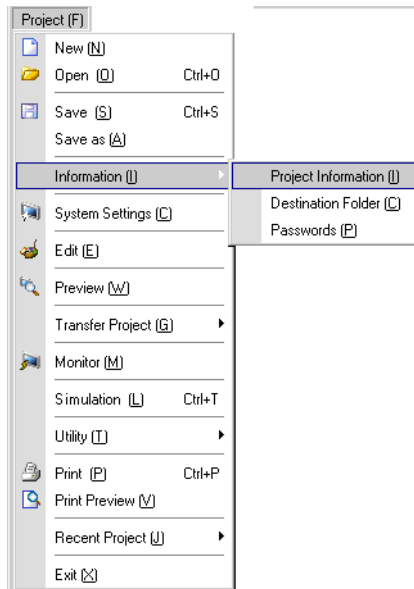 Project (F)
New (N)
Open (O) Ctrl+O
Save (S) Ctrl+S
Save as (A)
Information (I) Project Information (I)
Destination Folder (C)
System Settings (C)
Passwords (P)
Edit (E)
Preview (W)
Transfer Project (G)
Monitor (M)
Simulation (L) Ctrl+T
Utility (T)
Print (P) Ctrl+P
Print Preview (V)
Recent Project (J)
Exit (X)